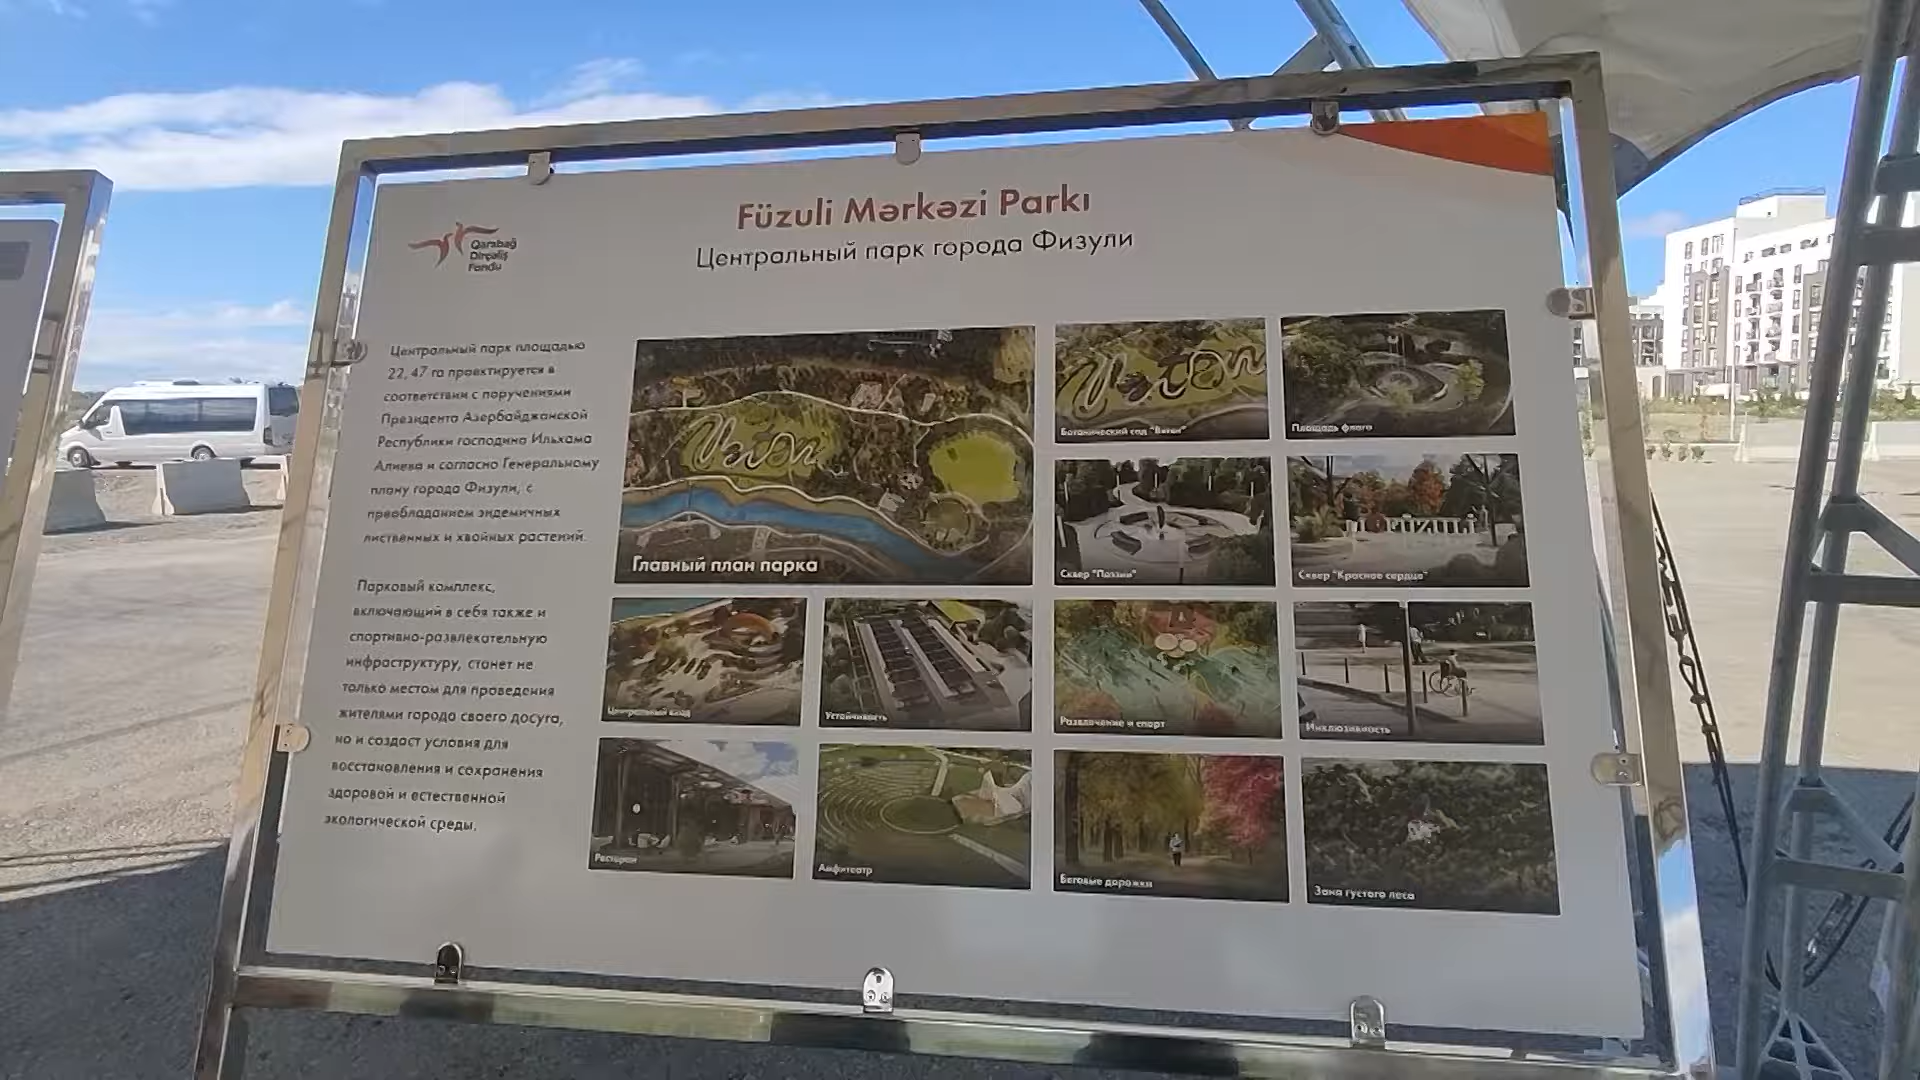 Füzuli Mərkəzi Parkı
Центральный парк города Физули
Qarabağ
Dirçəliş
Fondu
Центральный парк площадью
22, 47 га проектируется в
соответствии с поручениями
Президента Азербайджанской
Республики господина Ильхама
Алиева и согласно Генеральному
плану города Физули, с
преобладанием эндемичных
лиственных и хвойных растений.
Парковый комплекс,
включающий в себя также и
спортивно-развлекательную
инфраструктуру, станет не
только местом для проведения
жителями города своего досуга,
но и создаст условия для
восстановления и сохранения
здоровой и естественной
экологической среды.
Главный план парка
Ботанический сад "Вəтəн"
Площадь флага
Сквер "Поэзии"
Сквер "Красное сердце"
Центральный вход
Устойчивость
Развлечение и спорт
Инклюзивность
Ресторан
Амфитеатр
Беговые дорожки
Зона густого леса